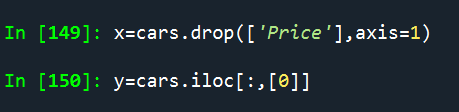 In [149]: x=cars.drop(['Price'],axis=1)
In [150]: y=cars.iloc[:,[0]]